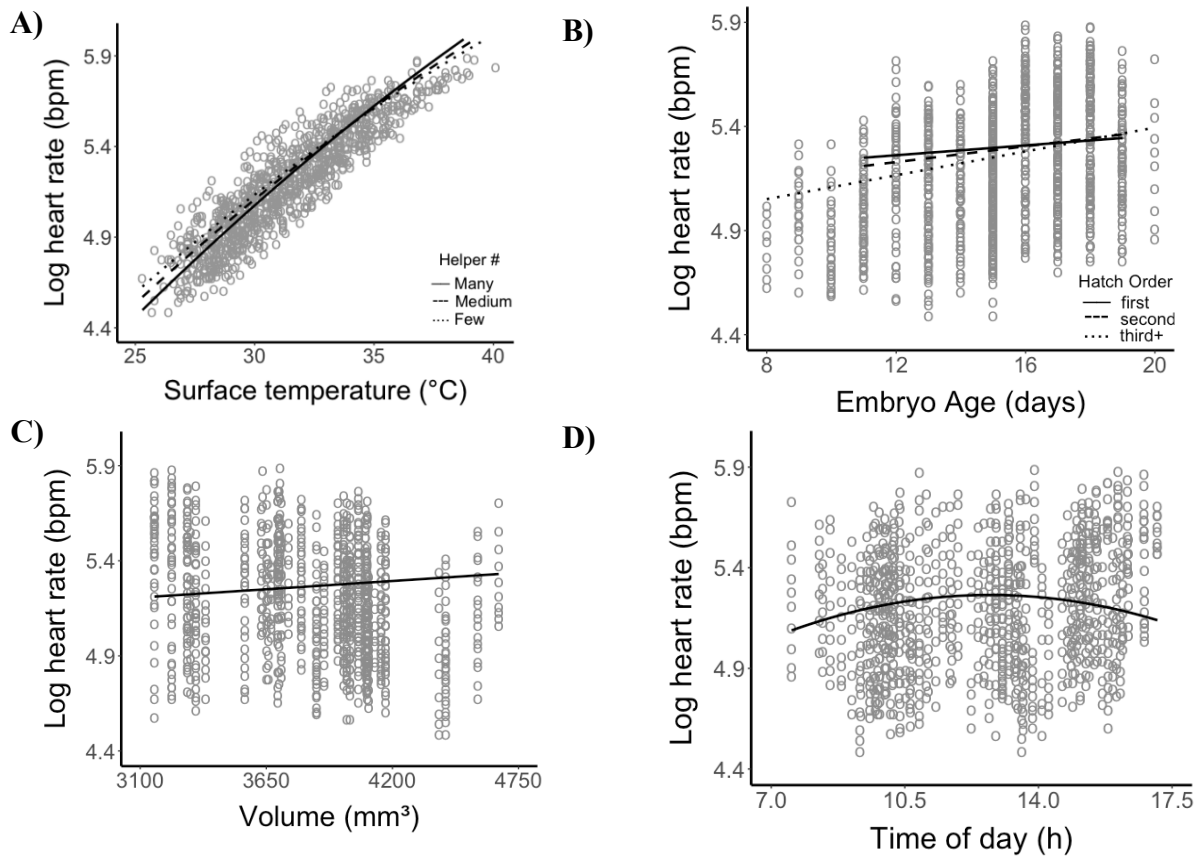 A)
Log heart rate (bpm)
5.9
5.4
4.9
4.4
25
30
35
40
Surface temperature (°C)
Helper #
Many
Medium
Few
B)
Log heart rate (bpm)
5.9
5.4
4.9
4.4
8
12
16
20
Embryo Age (days)
Hatch Order
first
second
third+
C)
Log heart rate (bpm)
5.9
5.4
4.9
4.4
3100
3650
4200
4750
Volume (mm³)
D)
Log heart rate (bpm)
5.9
5.4
4.9
4.4
7.0
10.5
14.0
17.5
Time of day (h)